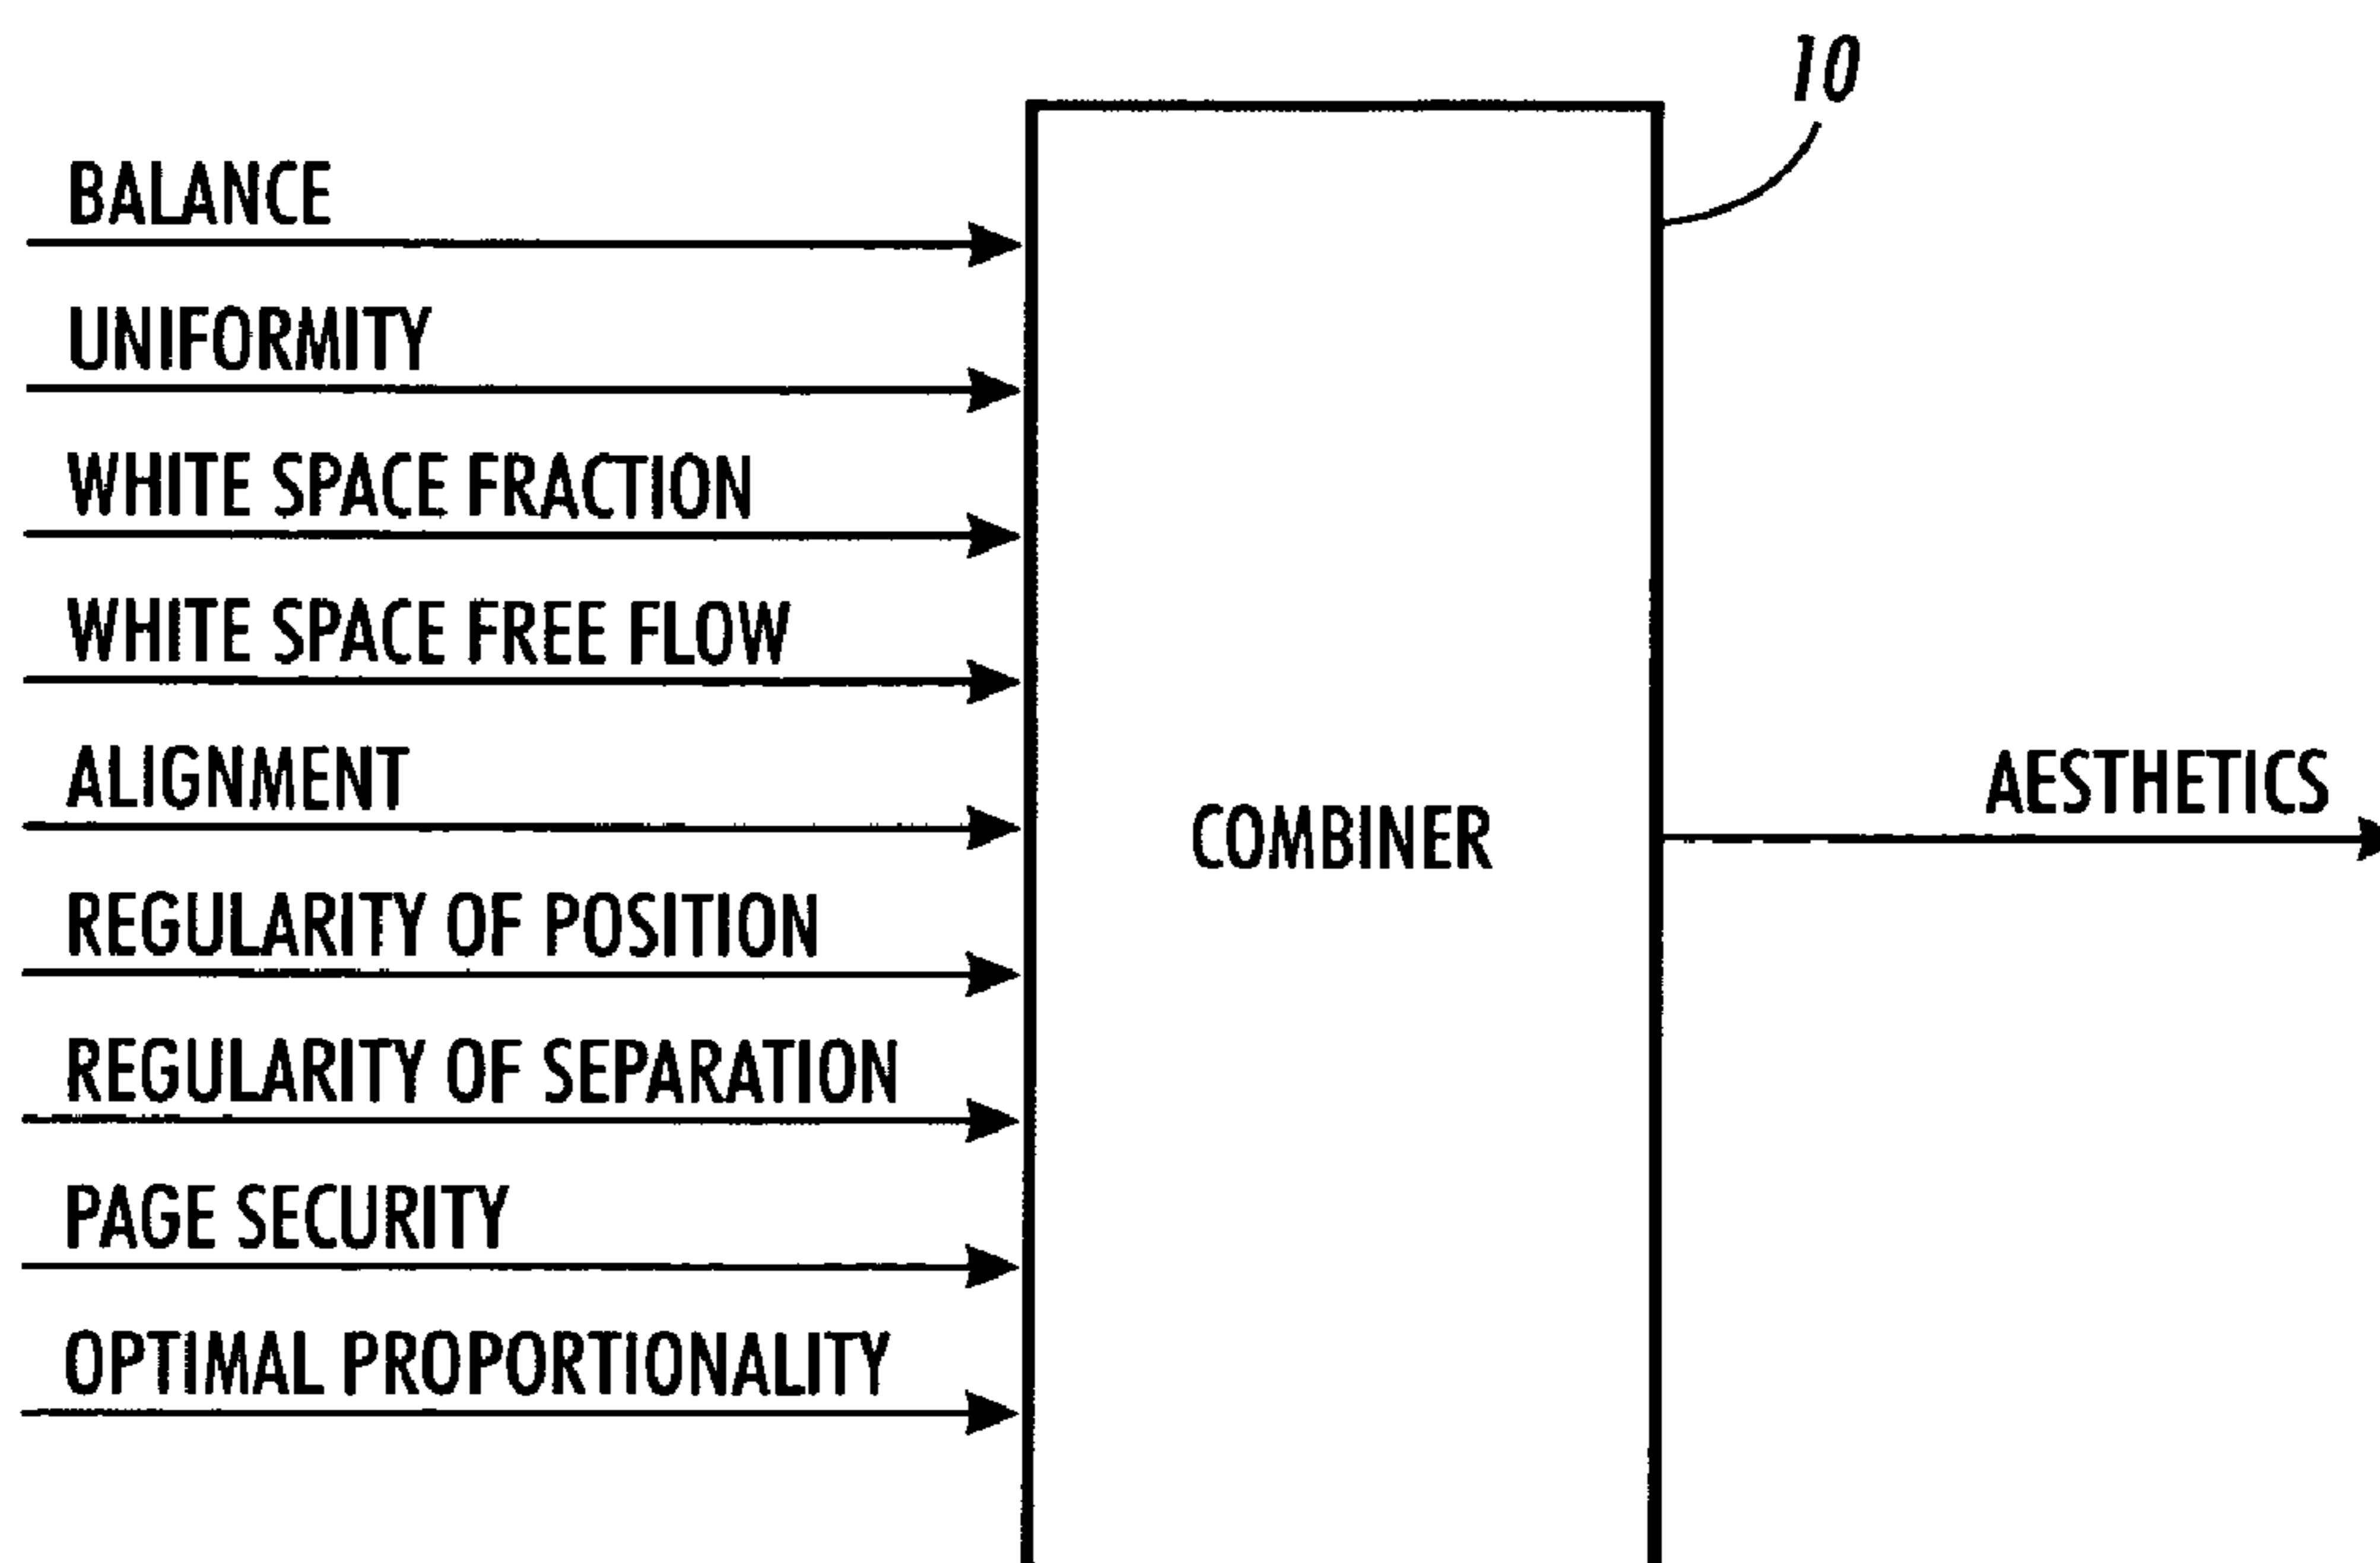 10
BALANCE
UNIFORMITY
WHITE SPACE FRACTION
WHITE SPACE FREE FLOW
ALIGNMENT
AESTHETICS
COMBINER
REGULARITY OF POSITION
REGULARITY OF SEPARATION
PAGE SECURITY
OPTIMAL PROPORTIONALITY